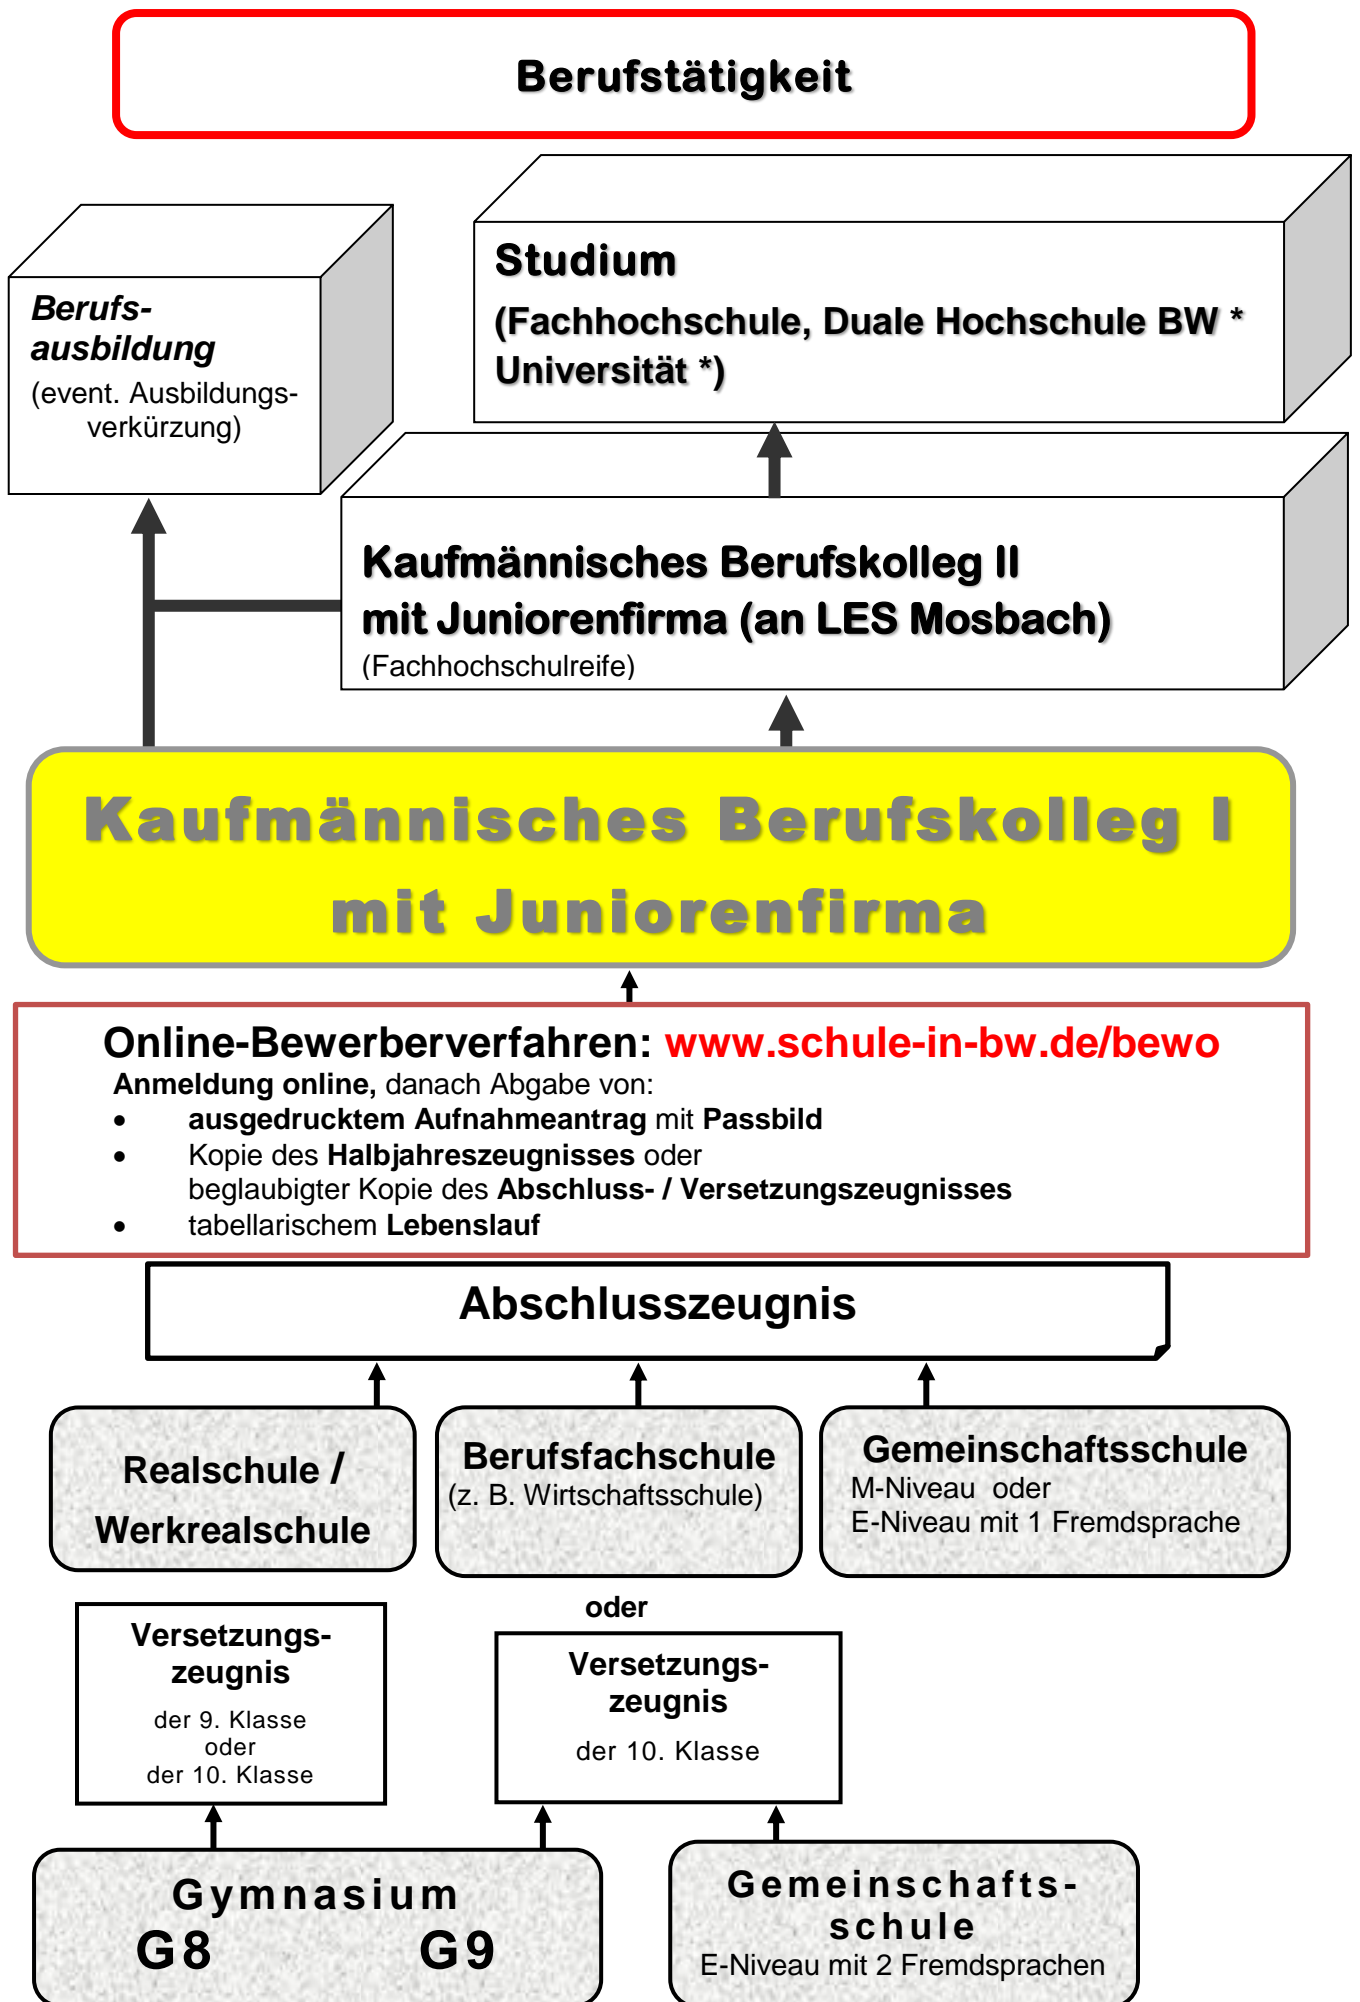 Berufstätigkeit
Berufs-
ausbildung
(event. Ausbildungs-
verkürzung)
Studium
(Fachhochschule, Duale Hochschule BW *
Universität *)
Kaufmännisches Berufskolleg II
mit Juniorenfirma (an LES Mosbach)
(Fachhochschulreife)
Kaufmännisches Berufskolleg I
mit Juniorenfirma
Online-Bewerberverfahren: www.schule-in-bw.de/bewo
Anmeldung online, danach Abgabe von:
• ausgedrucktem Aufnahmeantrag mit Passbild
• Kopie des Halbjahreszeugnisses oder
beglaubigter Kopie des Abschluss- / Versetzungszeugnisses
• tabellarischem Lebenslauf
Abschlusszeugnis
Realschule /
Werkrealschule
Berufsfachschule
(z. B. Wirtschaftsschule)
Gemeinschaftsschule
M-Niveau oder
E-Niveau mit 1 Fremdsprache
oder
Versetzungs-
zeugnis
der 9. Klasse
oder
der 10. Klasse
Versetzungs-
zeugnis
der 10. Klasse
Gymnasium
G8 G9
Gemeinschafts-
schule
E-Niveau mit 2 Fremdsprachen